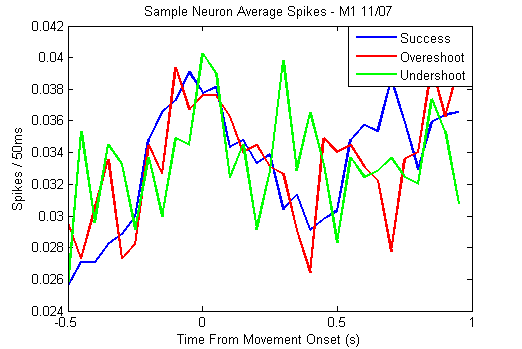 Sample Neuron Average Spikes - M1 11/07
Success
Overeshoot
Undershoot
Spikes / 50ms
0.042
0.04
0.038
0.036
0.034
0.032
0.03
0.028
0.026
0.024
-0.5
0
0.5
1
Time From Movement Onset (s)